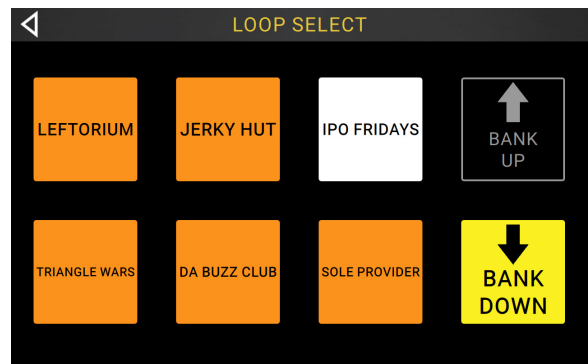 LOOP SELECT
LEFTORIUM
JERKY HUT
IPO FRIDAYS
BANK
UP
TRIANGLE WARS
DA BUZZ CLUB
SOLE PROVIDER
BANK
DOWN